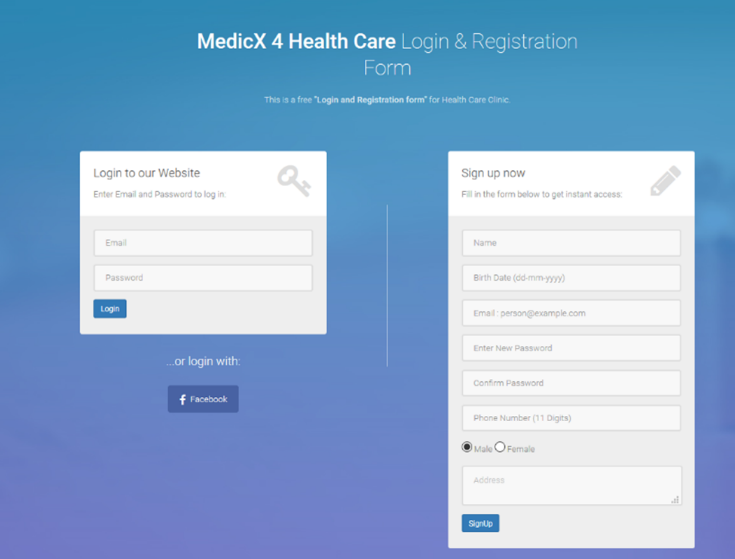 MedicX 4 Health Care Login & Registration
Form
This is a free "Login and Registration form" for Health Care Clinic.
Login to our Website
Enter Email and Password to log in:
Email
Password
Login
...or login with:
Facebook
Sign up now
Fill in the form below to get instant access:
Name
Birth Date (dd-mm-yyyy)
Email : person@example.com
Enter New Password
Confirm Password
Phone Number (11 Digits)
Male Female
Address
SignUp